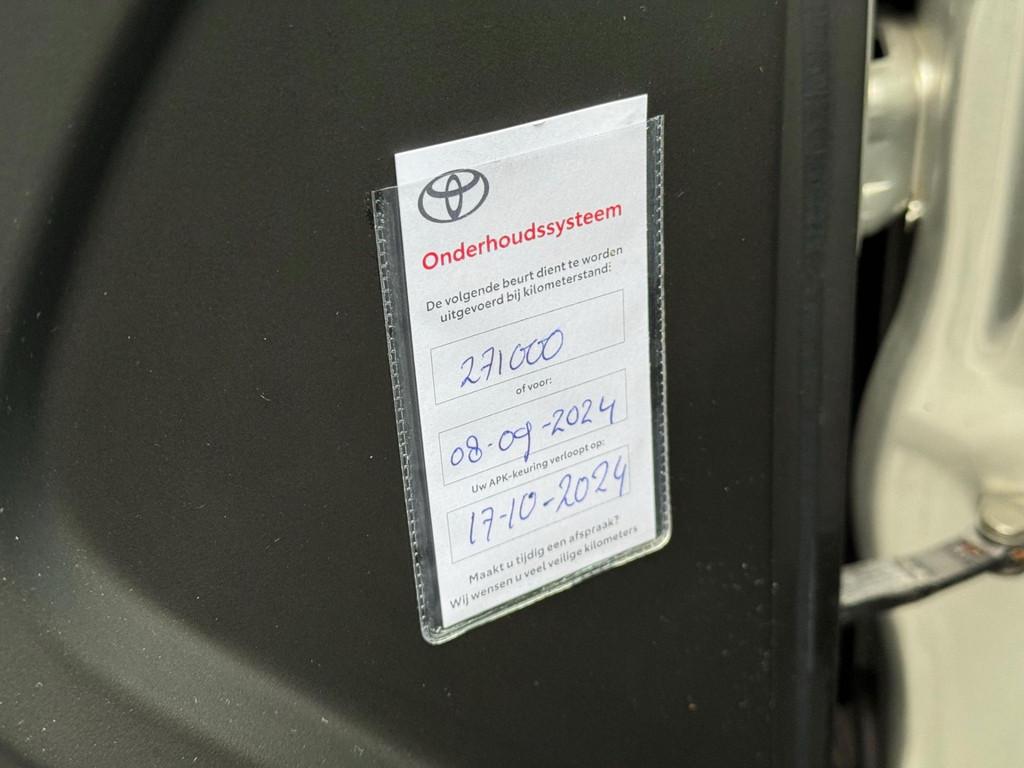 Onderhoudssysteem
De volgende beurt dient te worden
uitgevoerd bij kilometerstand:
271000
of voor:
08-09-2024
Uw APK-keuring verloopt op:
17-10-2024
Maakt u tijdig een afspraak?
Wij wensen u veel veilige kilometers